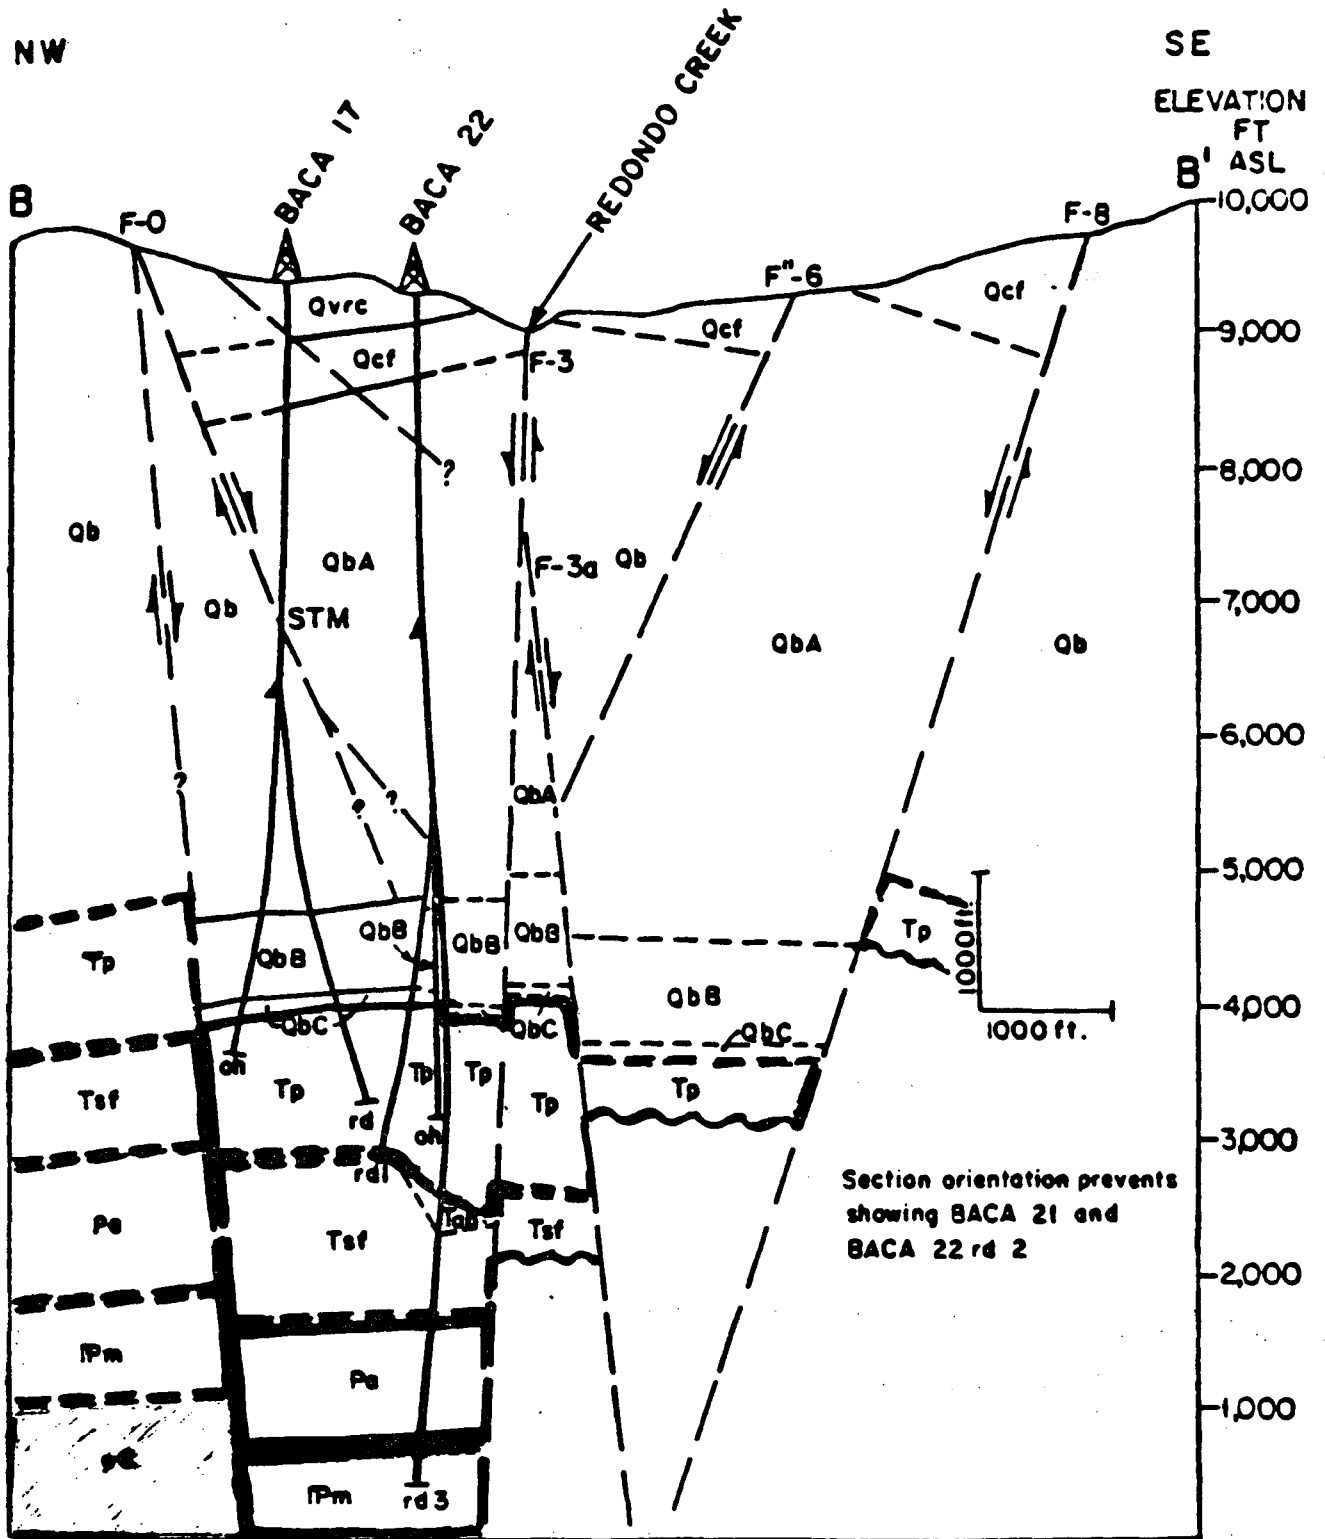 NW
SE
ELEVATION
FT
ASL
B
B'
BACA 17
BACA 22
REDONDO CREEK
F-O
F"-6
F-8
10,000
Qvrc
Qcf
Qcf
Qcf
9,000
F-3
?
8,000
Qb
QbA
F-3a
Qb
Qb
STM
7,000
QbA
Qb
6,000
?
?
?
QbA
5,000
QbB
QbB
QbB
QbB
Tp
Tp
1000 ft.
QbB
4,000
QbC
QbC
QbC
1000 ft.
oh
Tsf
Tp
Tp
Tp
Tp
Tp
rd
oh
3,000
rd1
Section orientation prevents
showing BACA 21 and
BACA 22 rd 2
Pa
Tsf
Tsf
2,000
IPm
Pa
1,000
p€
IPm
rd 3